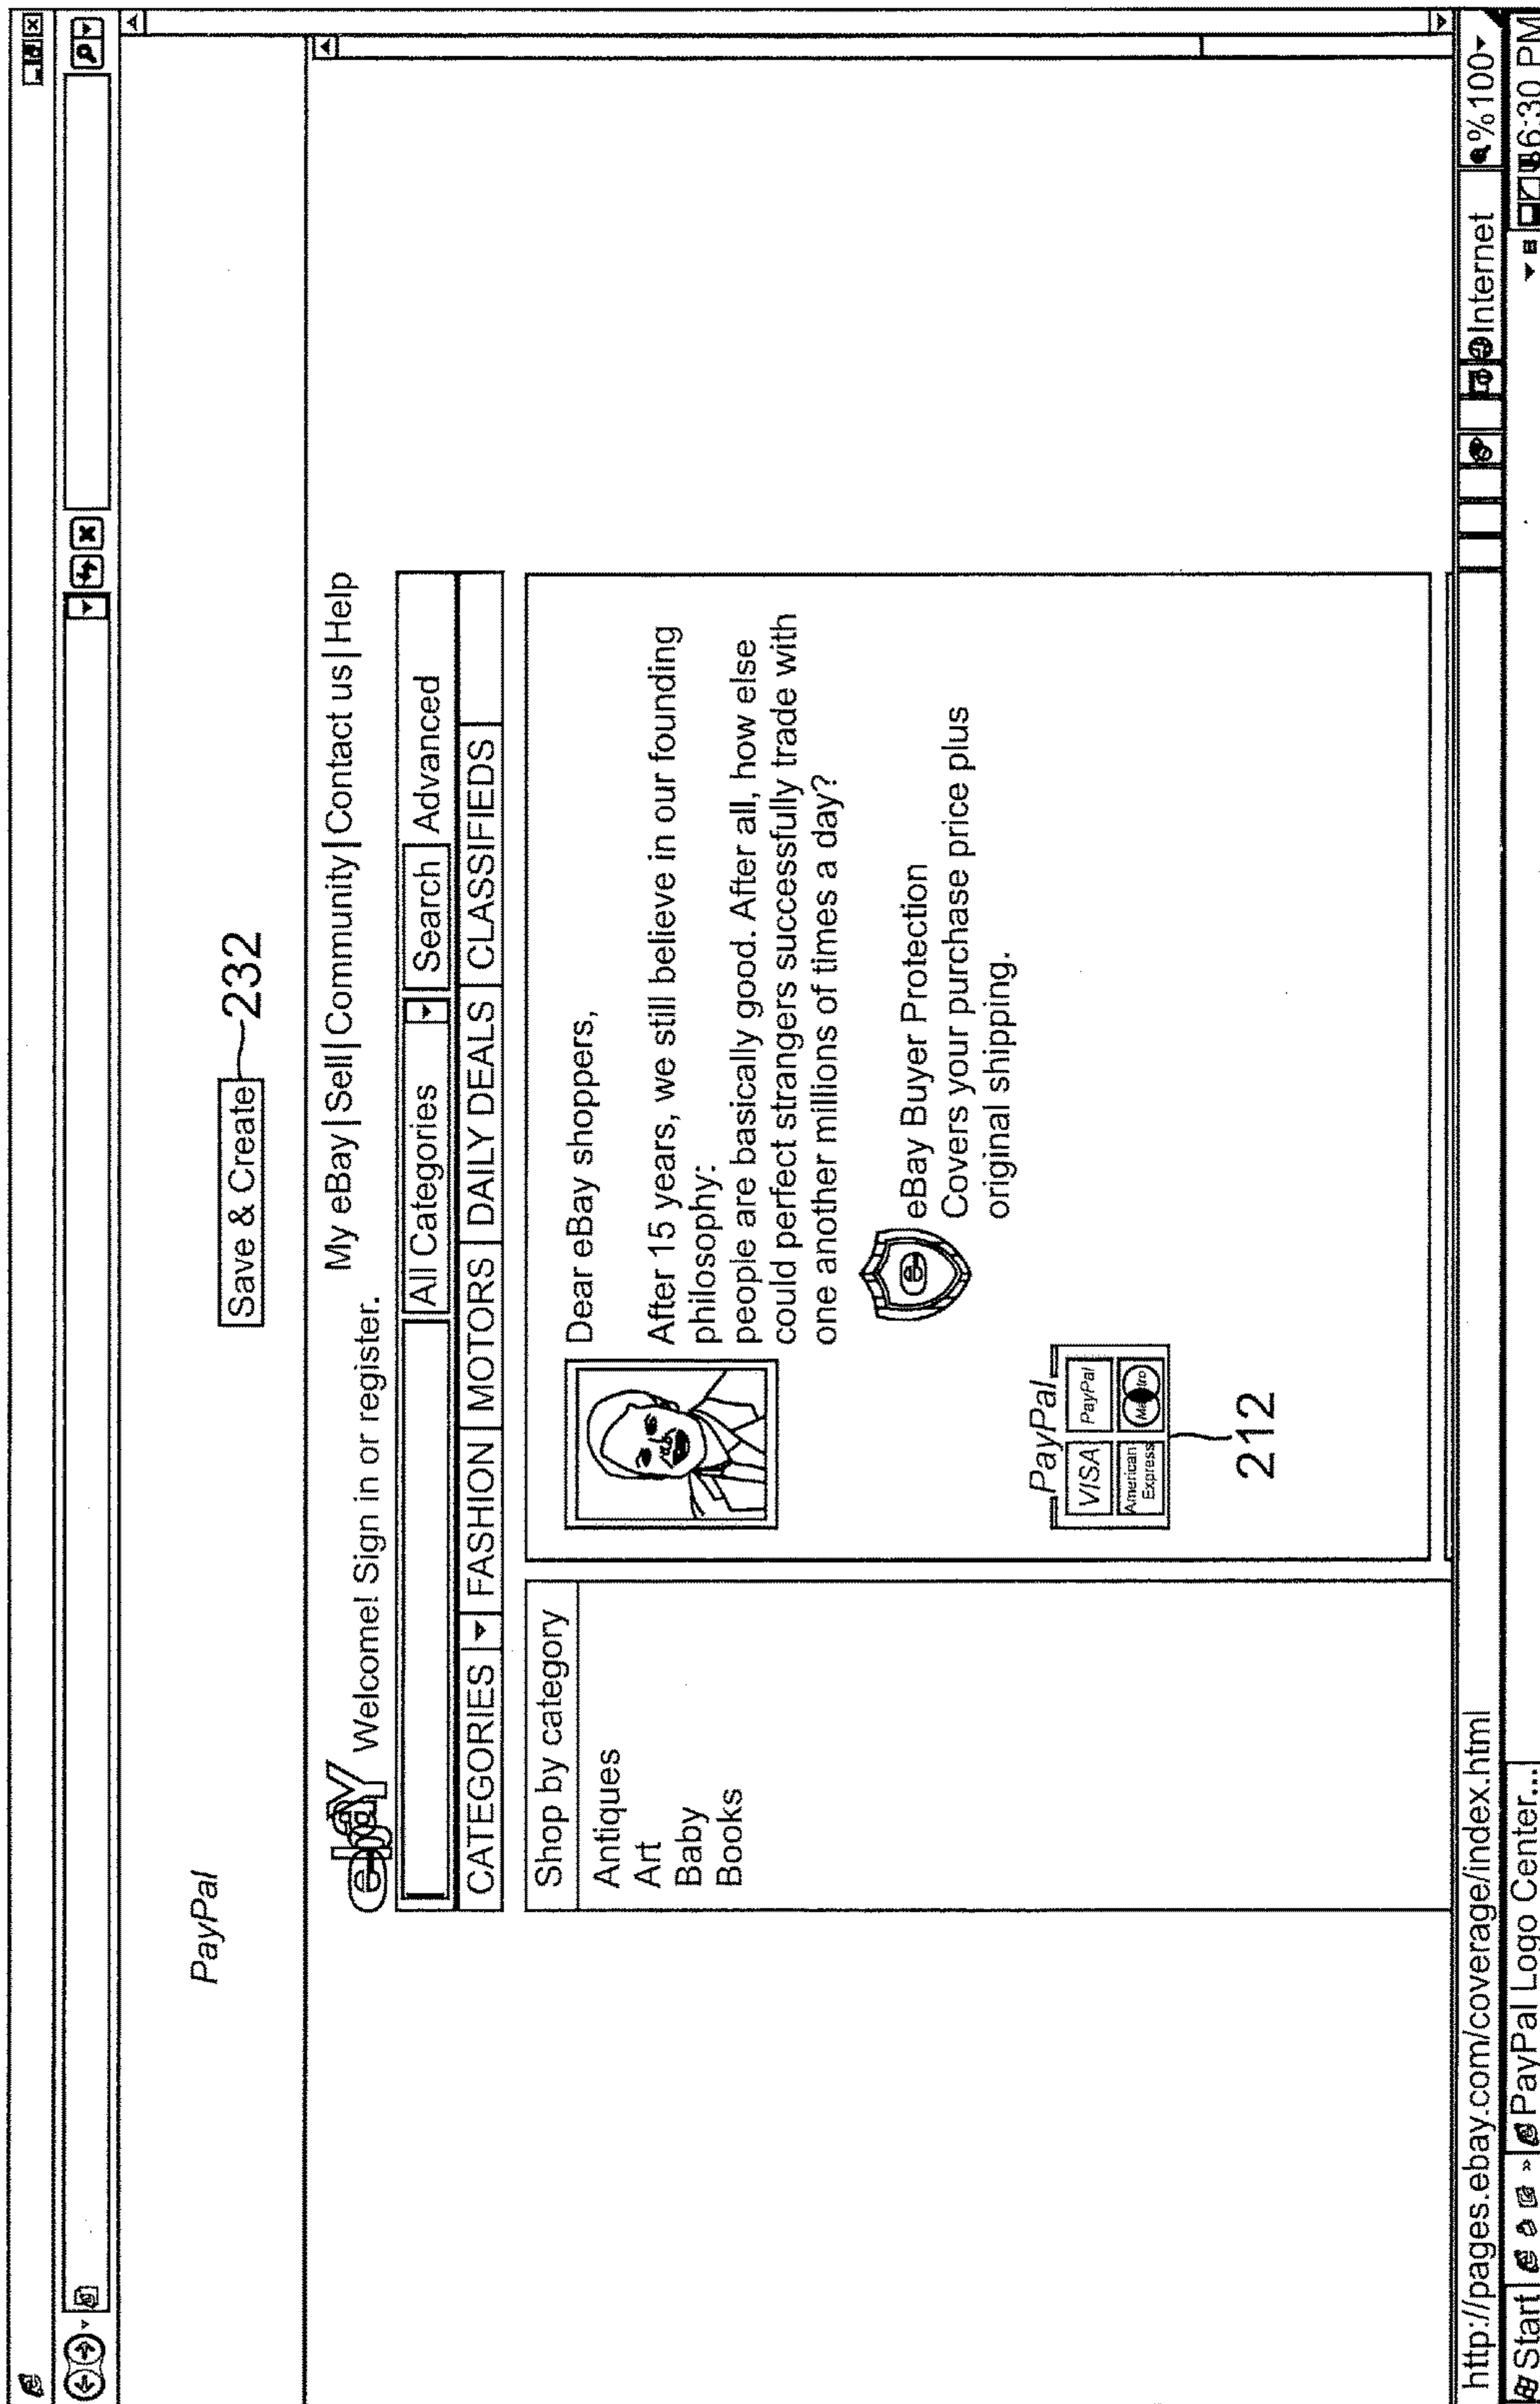 PayPal
Save & Create
232
ebaY Welcome! Sign in or register.
My eBay|Sell|Community|Contact us|Help
All Categories
Search
Advanced
CATEGORIES FASHION MOTORS DAILY DEALS CLASSIFIEDS
Shop by category
Antiques
Art
Baby
Books
Dear eBay shoppers,
After 15 years, we still believe in our founding
philosophy:
people are basically good. After all, how else
could perfect strangers successfully trade with
one another millions of times a day?
eb
eBay Buyer Protection
Covers your purchase price plus
original shipping.
PayPal
VISA PayPal
American
Express
212
http://pages.ebay.com/coverage/index.html
Internet
%100
Start
PayPal Logo Center...
6:30 PM